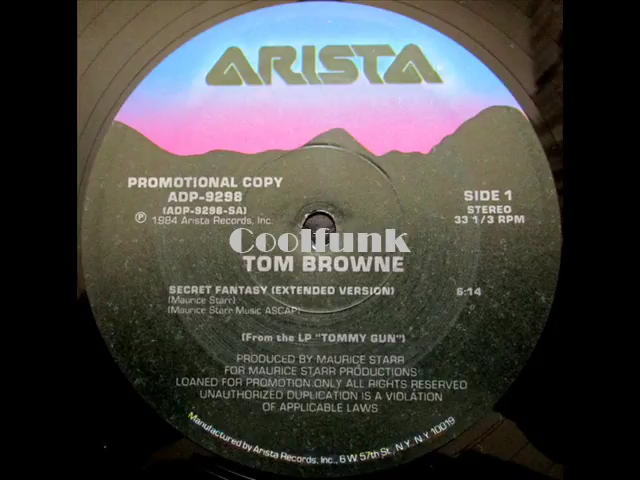 ARISTA
PROMOTIONAL COPY
ADP-9298
(ADP-9298-SA)
℗ 1984 Arista Records, Inc.
SIDE 1
STEREO
33 1/3 RPM
Coolfunk
TOM BROWNE
SECRET FANTASY (EXTENDED VERSION) 6:14
(Maurice Starr)
(Maurice Starr Music ASCAP)
(From the LP "TOMMY GUN")
PRODUCED BY MAURICE STARR
FOR MAURICE STARR PRODUCTIONS
LOANED FOR PROMOTION ONLY ALL RIGHTS RESERVED
UNAUTHORIZED DUPLICATION IS A VIOLATION
OF APPLICABLE LAWS
Manufactured by Arista Records, Inc., 6 W. 57th St., N.Y. N.Y. 10019